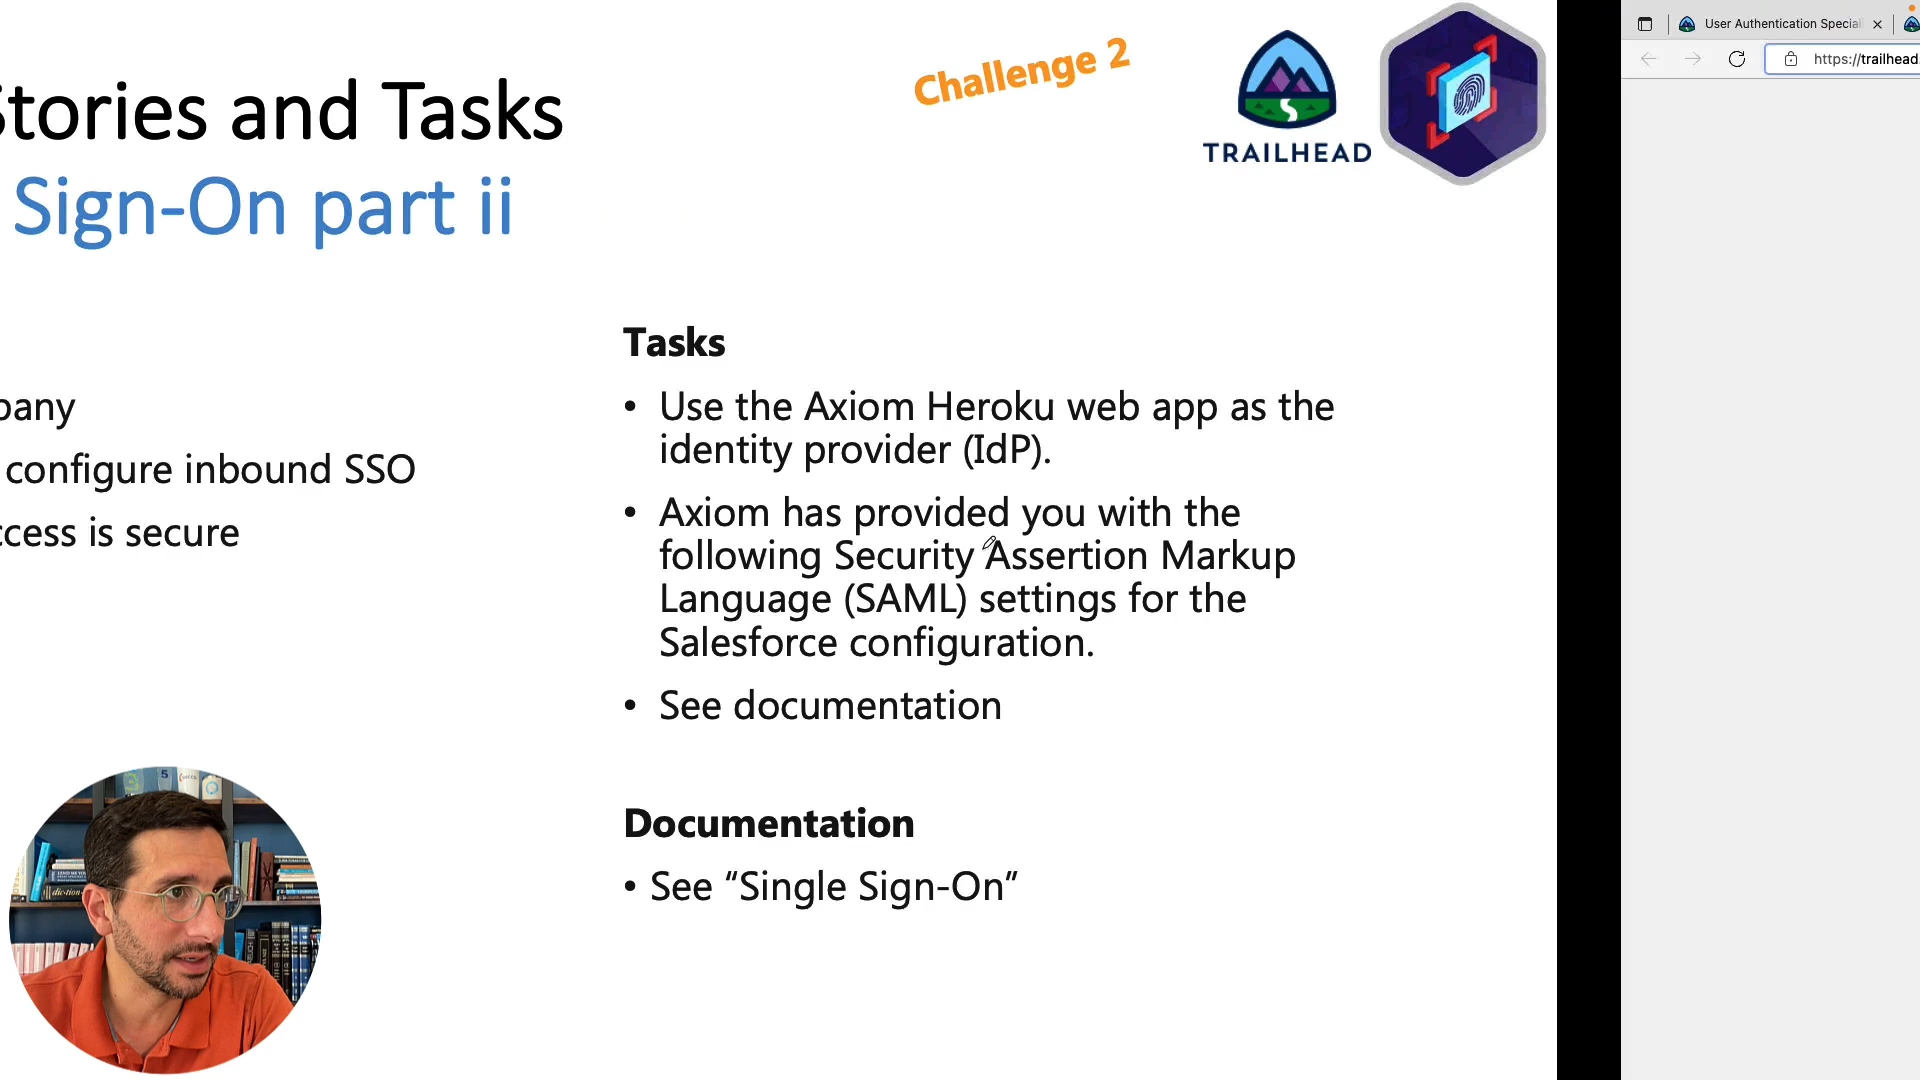 Stories and Tasks
Sign-On part ii
Challenge 2
TRAILHEAD
configure inbound SSO
is secure
Tasks
• Use the Axiom Heroku web app as the
identity provider (IdP).
• Axiom has provided you with the
following Security Assertion Markup
Language (SAML) settings for the
Salesforce configuration.
• See documentation
Documentation
• See “Single Sign-On”
User Authentication Special
https://trailhead.